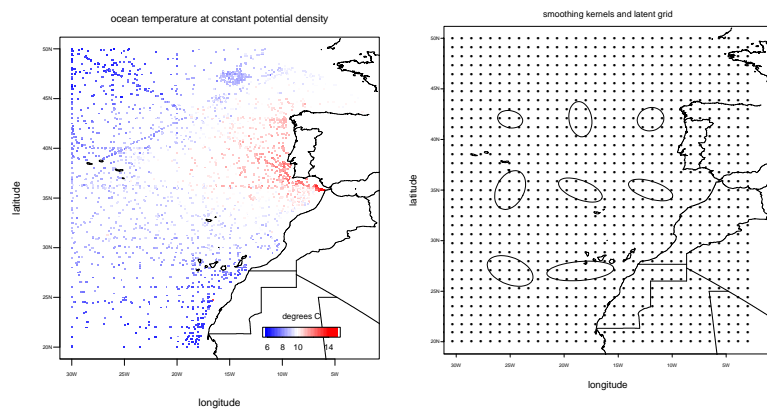 ocean temperature at constant potential density
latitude
50N
45N
40N
35N
30N
25N
20N
degrees C
6 8 10 14
30W 25W 20W 15W 10W 5W
longitude
smoothing kernels and latent grid
latitude
50N
45N
40N
35N
30N
25N
20N
30W 25W 20W 15W 10W 5W
longitude